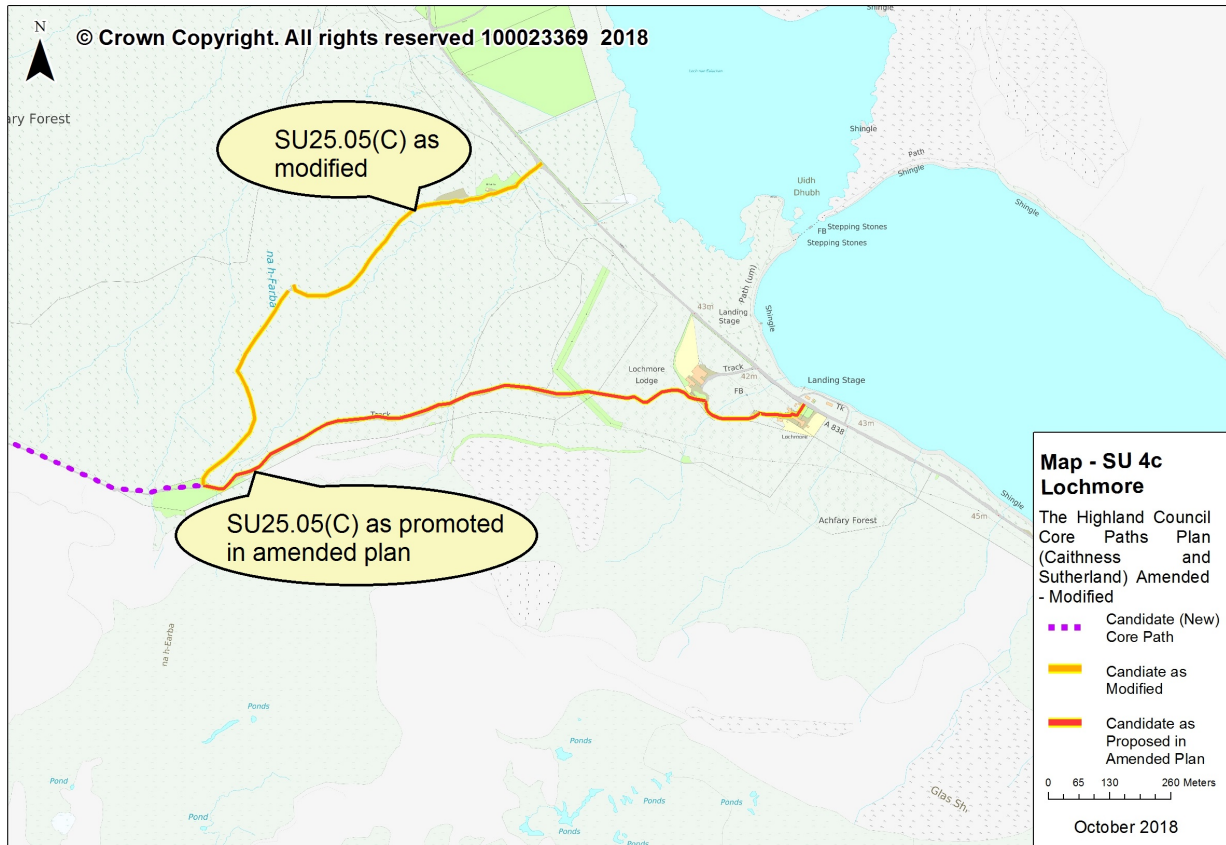 N
© Crown Copyright. All rights reserved 100023369 2018
ary Forest
SU25.05(C) as
modified
Shingle
Shingle
Shingle
Path
Shingle
Shingle
Uidh
Dhubh
FB
Stepping Stones
Stepping Stones
na h-Earba
Path (um)
43m
Landing
Stage
Shingle
Lochmore
Lodge
Track
42m
FB
Landing Stage
Tk
43m
Lochmore
A 838
Track
Shingle
45m
Achfary Forest
SU25.05(C) as promoted
in amended plan
na h-Earba
Ponds
Ponds
Pond
Pond
Ponds
Ponds
Ponds
Ponds
Glas Sh.
Map - SU 4c
Lochmore
The Highland Council
Core Paths Plan
(Caithness and
Sutherland) Amended
- Modified
Candidate (New)
Core Path
Candiate as
Modified
Candidate as
Proposed in
Amended Plan
0 65 130 260 Meters
October 2018